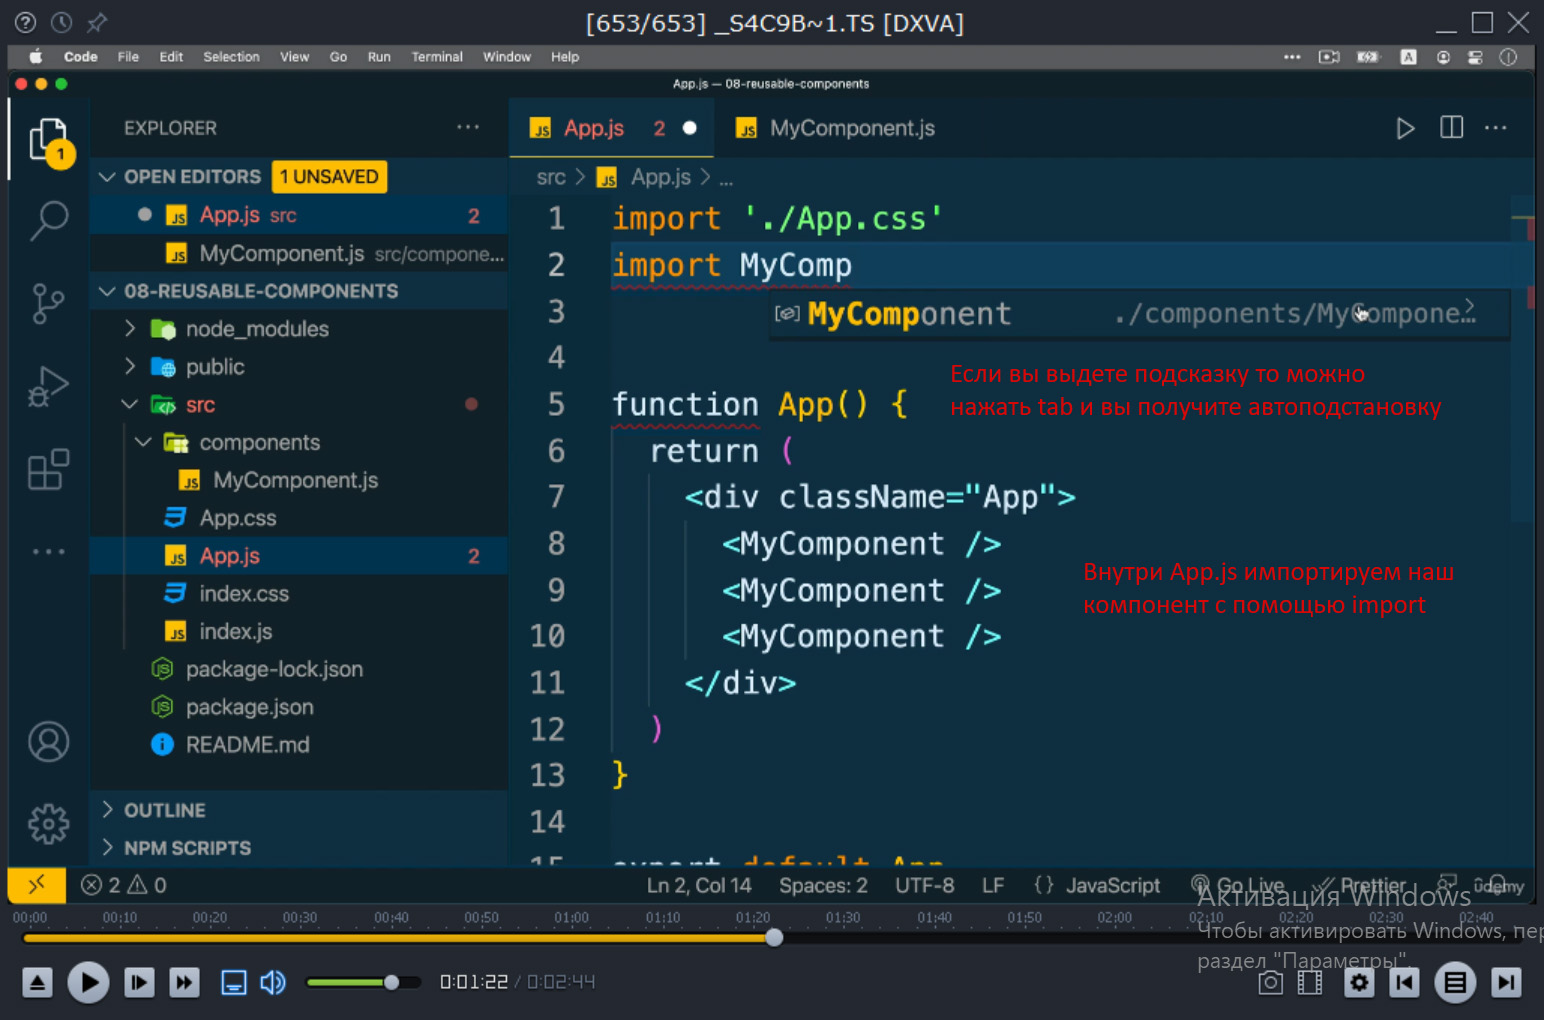 [653/653] _S4C9B~1.TS [DXVA]
Code File Edit Selection View Go Run Terminal Window Help
App.js — 08-reusable-components
EXPLORER
App.js 2
MyComponent.js
OPEN EDITORS 1 UNSAVED
src > App.js > ...
App.js src 2
MyComponent.js src/compone...
08-REUSABLE-COMPONENTS
node_modules
public
src
components
MyComponent.js
App.css
App.js 2
index.css
index.js
package-lock.json
package.json
README.md
OUTLINE
NPM SCRIPTS
1 import './App.css'
2 import MyComp
MyComponent ./components/MyCompone...
3
4
Если вы выдете подсказку то можно
нажать tab и вы получите автоподстановку
5 function App() {
6 return (
7 <div className="App">
8 <MyComponent />
9 <MyComponent />
10 <MyComponent />
Внутри App.js импортируем наш
компонент с помощью import
11 </div>
12 )
13 }
14
15 export default App
2 0 Ln 2, Col 14 Spaces: 2 UTF-8 LF {} JavaScript Go Live Prettier
ûdemy
Активация Windows
Чтобы активировать Windows, пер
раздел "Параметры".
00:00 00:10 00:20 00:30 00:40 00:50 01:00 01:10 01:20 01:30 01:40 01:50 02:00 02:10 02:20 02:30 02:40
0:01:22 / 0:02:44